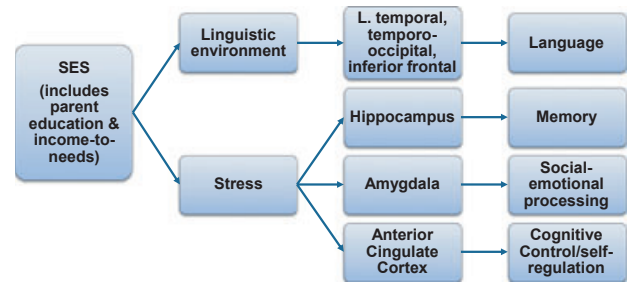 SES
(includes
parent
education &
income-to-
needs)
Linguistic
environment
L. temporal,
temporo-
occipital,
inferior frontal
Language
Stress
Hippocampus
Memory
Amygdala
Social-
emotional
processing
Anterior
Cingulate
Cortex
Cognitive
Control/self-
regulation